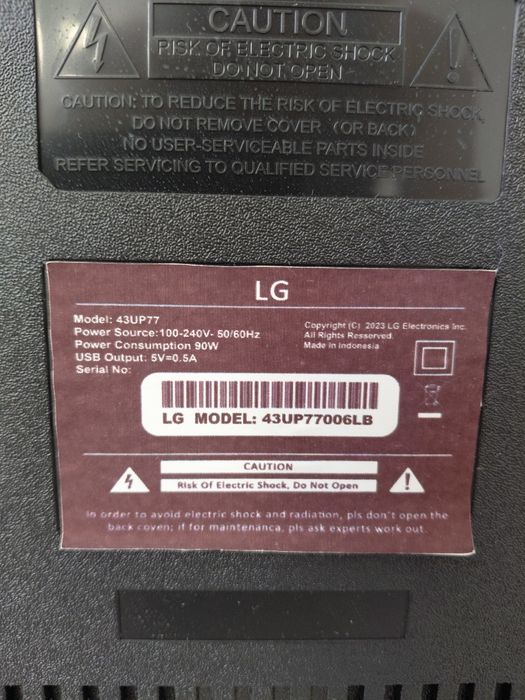 CAUTION
RISK OF ELECTRIC SHOCK
DO NOT OPEN
CAUTION: TO REDUCE THE RISK OF ELECTRIC SHOCK,
DO NOT REMOVE COVER (OR BACK)
NO USER-SERVICEABLE PARTS INSIDE
REFER SERVICING TO QUALIFIED SERVICE PERSONNEL
LG
Model: 43UP77
Power Source:100-240V- 50/60Hz
Power Consumption 90W
USB Output: 5V=0.5A
Serial No:
Copyright (C) 2023 LG Electronics Inc.
All Rights Resserved.
Made in Indonesia
LG MODEL: 43UP77006LB
CAUTION
Risk Of Electric Shock, Do Not Open
In order to avoid electric shock and radiation, pls don't open the
back coven; if for maintenanca, pls ask experts work out.